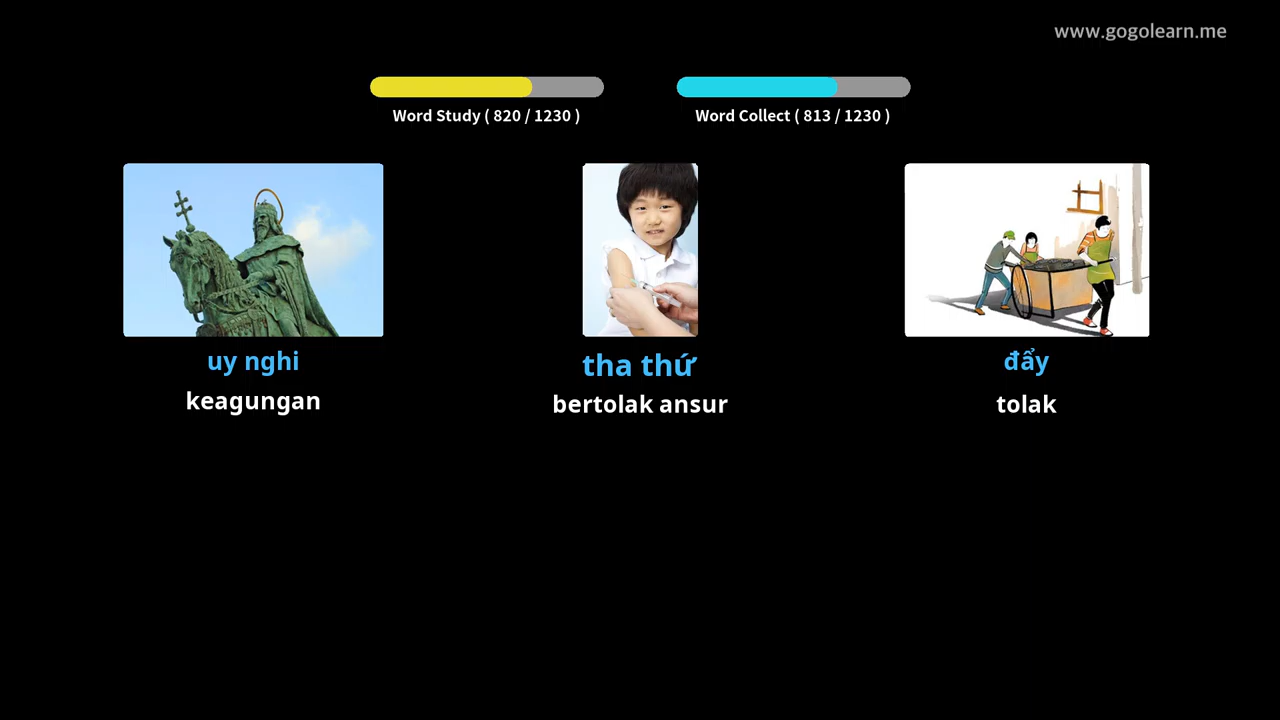 www.gogolearn.me
Word Study ( 820 / 1230 )
Word Collect ( 813 / 1230 )
uy nghi
keagungan
tha thứ
bertolak ansur
đẩy
tolak